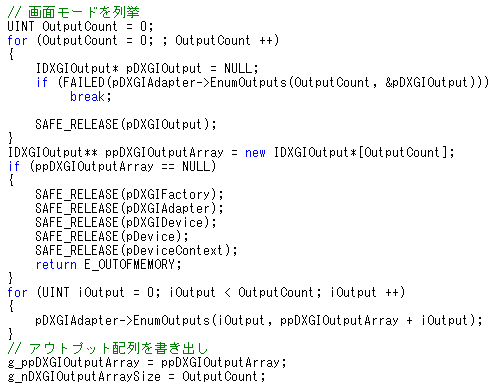 // 画面モードを列挙
UINT OutputCount = 0;
for (OutputCount = 0; ; OutputCount ++)
{
    IDXGIOutput* pDXGIOutput = NULL;
    if (FAILED(pDXGIAdapter->EnumOutputs(OutputCount, &pDXGIOutput)))
        break;

    SAFE_RELEASE(pDXGIOutput);
}
IDXGIOutput** ppDXGIOutputArray = new IDXGIOutput*[OutputCount];
if (ppDXGIOutputArray == NULL)
{
    SAFE_RELEASE(pDXGIFactory);
    SAFE_RELEASE(pDXGIAdapter);
    SAFE_RELEASE(pDXGIDevice);
    SAFE_RELEASE(pDevice);
    SAFE_RELEASE(pDeviceContext);
    return E_OUTOFMEMORY;
}
for (UINT iOutput = 0; iOutput < OutputCount; iOutput ++)
{
    pDXGIAdapter->EnumOutputs(iOutput, ppDXGIOutputArray + iOutput);
}
// アウトプット配列を書き出し
g_ppDXGIOutputArray = ppDXGIOutputArray;
g_nDXGIOutputArraySize = OutputCount;